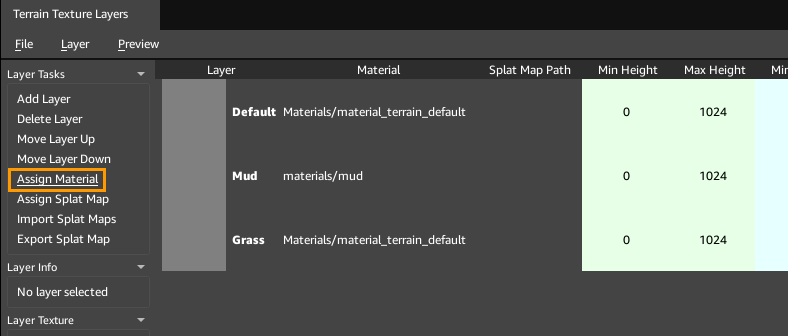 Terrain Texture Layers
File Layer Preview
Layer Tasks
Add Layer
Delete Layer
Move Layer Up
Move Layer Down
Assign Material
Assign Splat Map
Import Splat Maps
Export Splat Map
Layer Info
No layer selected
Layer Texture
Layer Material Splat Map Path Min Height Max Height Min
Default Materials/material_terrain_default 0 1024
Mud materials/mud 0 1024
Grass Materials/material_terrain_default 0 1024